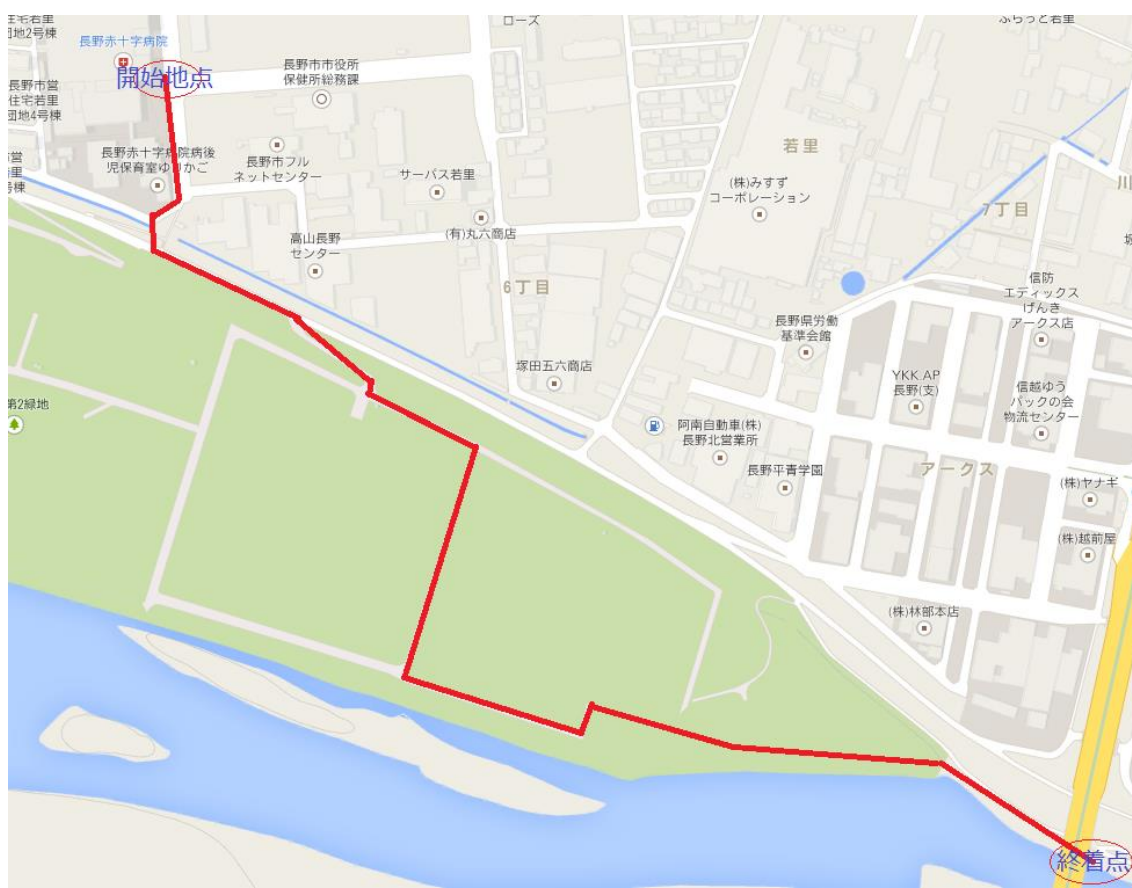 ローズ
ふらっと若里
住宅若里
団地2号棟
長野赤十字病院
開始地点
長野市市役所
保健所総務課
長野市営
住宅若里
団地4号棟
長野赤十字病院病後
児保育室ゆりかご
長野市フル
ネットセンター
サーパス若里
(有)丸六商店
高山長野
センター
6丁目
若里
(株)みすず
コーポレーション
7丁目
川
信防
エディックス
げんき
アークス店
長野県労働
基準会館
塚田五六商店
YKK AP
長野(支)
信越ゆう
パックの会
物流センター
第2緑地
阿南自動車(株)
長野北営業所
長野平青学園
アークス
(株)ヤナギ
(株)越前屋
(株)林部本店
終着点